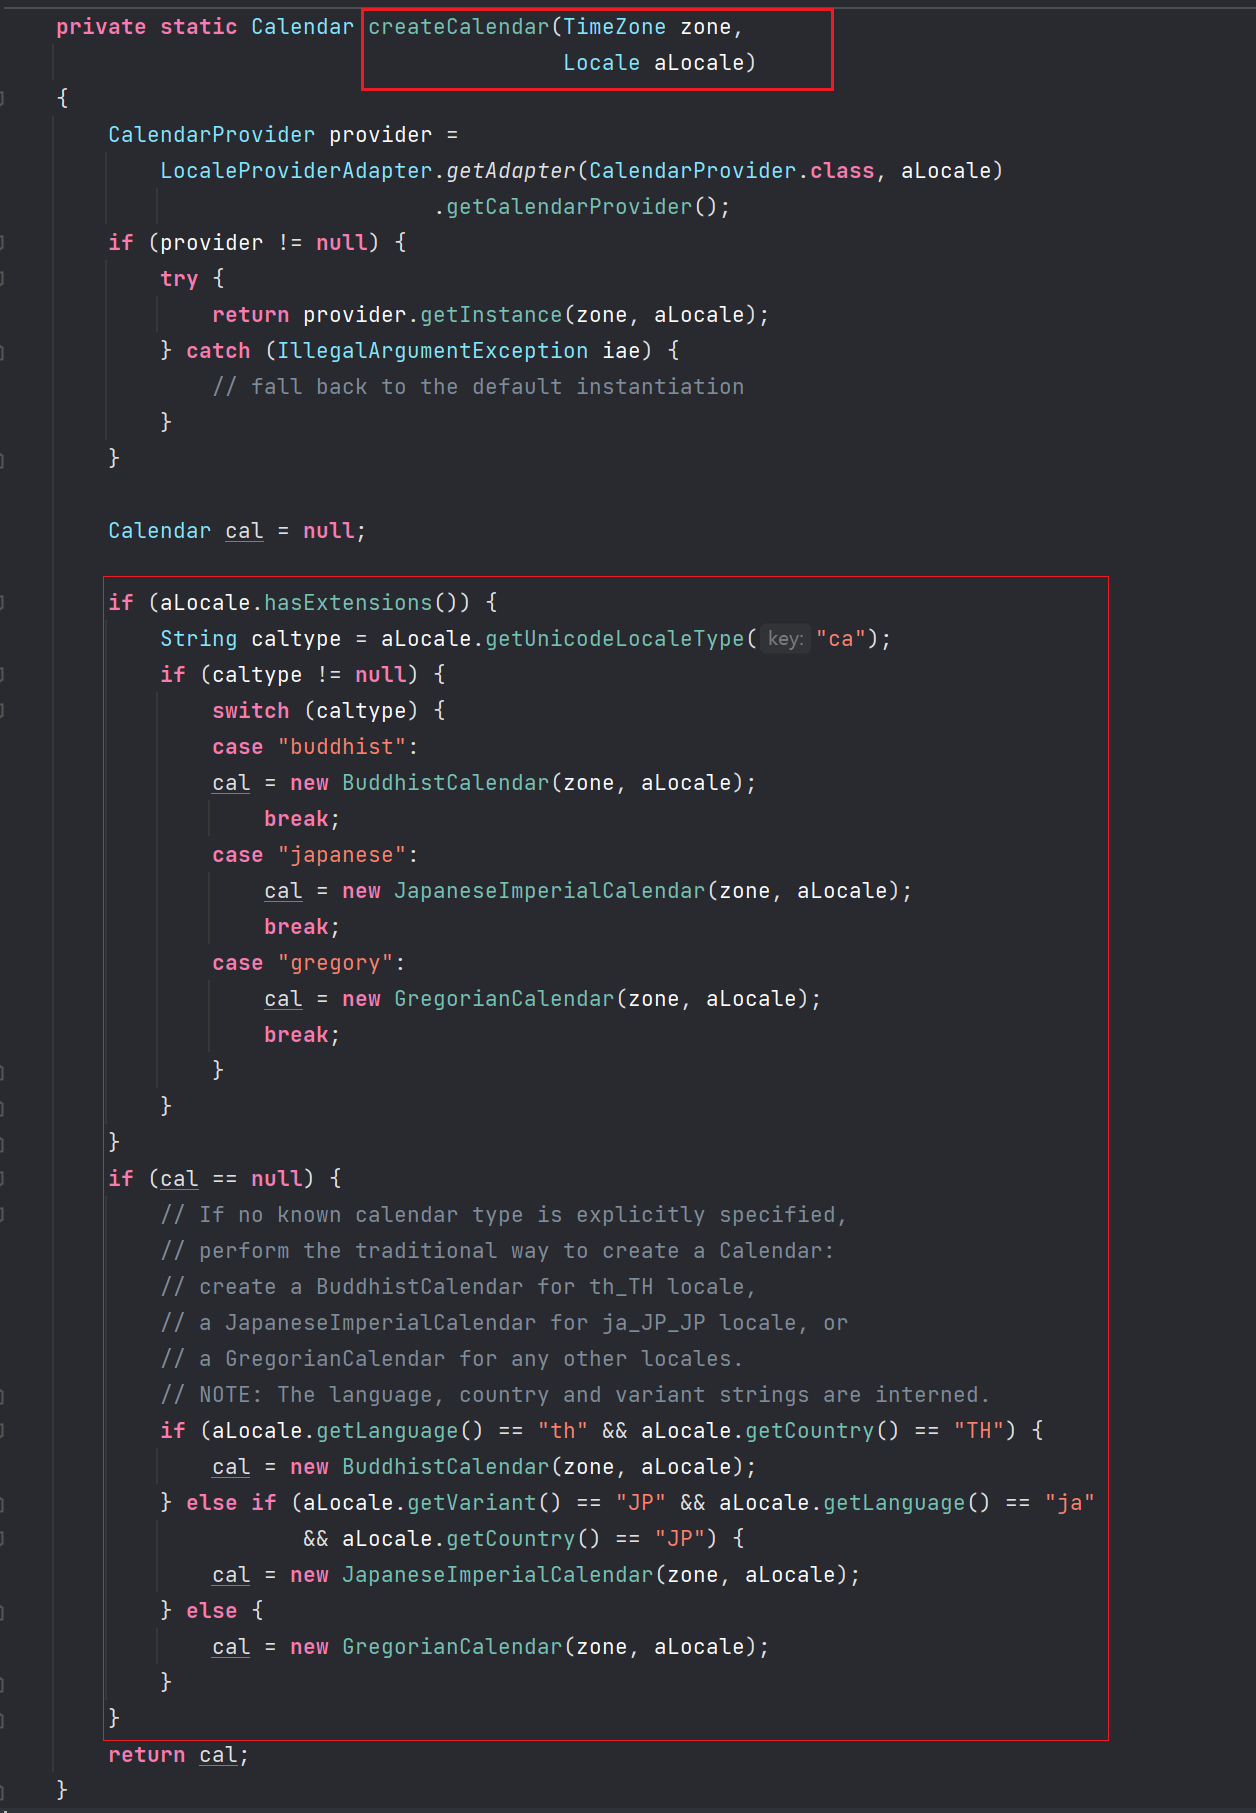 private static Calendar createCalendar(TimeZone zone,
                                       Locale aLocale)
{
    CalendarProvider provider =
        LocaleProviderAdapter.getAdapter(CalendarProvider.class, aLocale)
                             .getCalendarProvider();
    if (provider != null) {
        try {
            return provider.getInstance(zone, aLocale);
        } catch (IllegalArgumentException iae) {
            // fall back to the default instantiation
        }
    }

    Calendar cal = null;

    if (aLocale.hasExtensions()) {
        String caltype = aLocale.getUnicodeLocaleType( key: "ca");
        if (caltype != null) {
            switch (caltype) {
            case "buddhist":
            cal = new BuddhistCalendar(zone, aLocale);
                break;
            case "japanese":
                cal = new JapaneseImperialCalendar(zone, aLocale);
                break;
            case "gregory":
                cal = new GregorianCalendar(zone, aLocale);
                break;
            }
        }
    }
    if (cal == null) {
        // If no known calendar type is explicitly specified,
        // perform the traditional way to create a Calendar:
        // create a BuddhistCalendar for th_TH locale,
        // a JapaneseImperialCalendar for ja_JP_JP locale, or
        // a GregorianCalendar for any other locales.
        // NOTE: The language, country and variant strings are interned.
        if (aLocale.getLanguage() == "th" && aLocale.getCountry() == "TH") {
            cal = new BuddhistCalendar(zone, aLocale);
        } else if (aLocale.getVariant() == "JP" && aLocale.getLanguage() == "ja"
                   && aLocale.getCountry() == "JP") {
            cal = new JapaneseImperialCalendar(zone, aLocale);
        } else {
            cal = new GregorianCalendar(zone, aLocale);
        }
    }
    return cal;
}